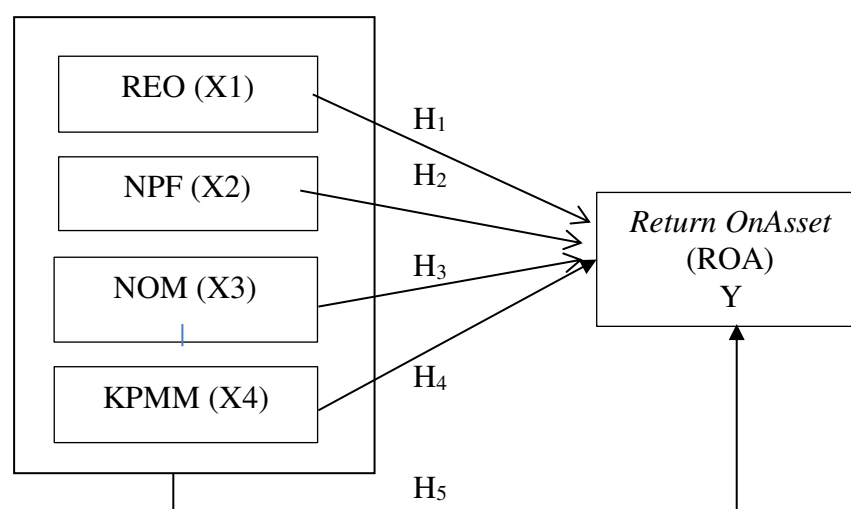 REO (X1)
H₁
NPF (X2)
H₂
Return OnAsset
(ROA)
Y
NOM (X3)
H₃
KPMM (X4)
H₄
H₅